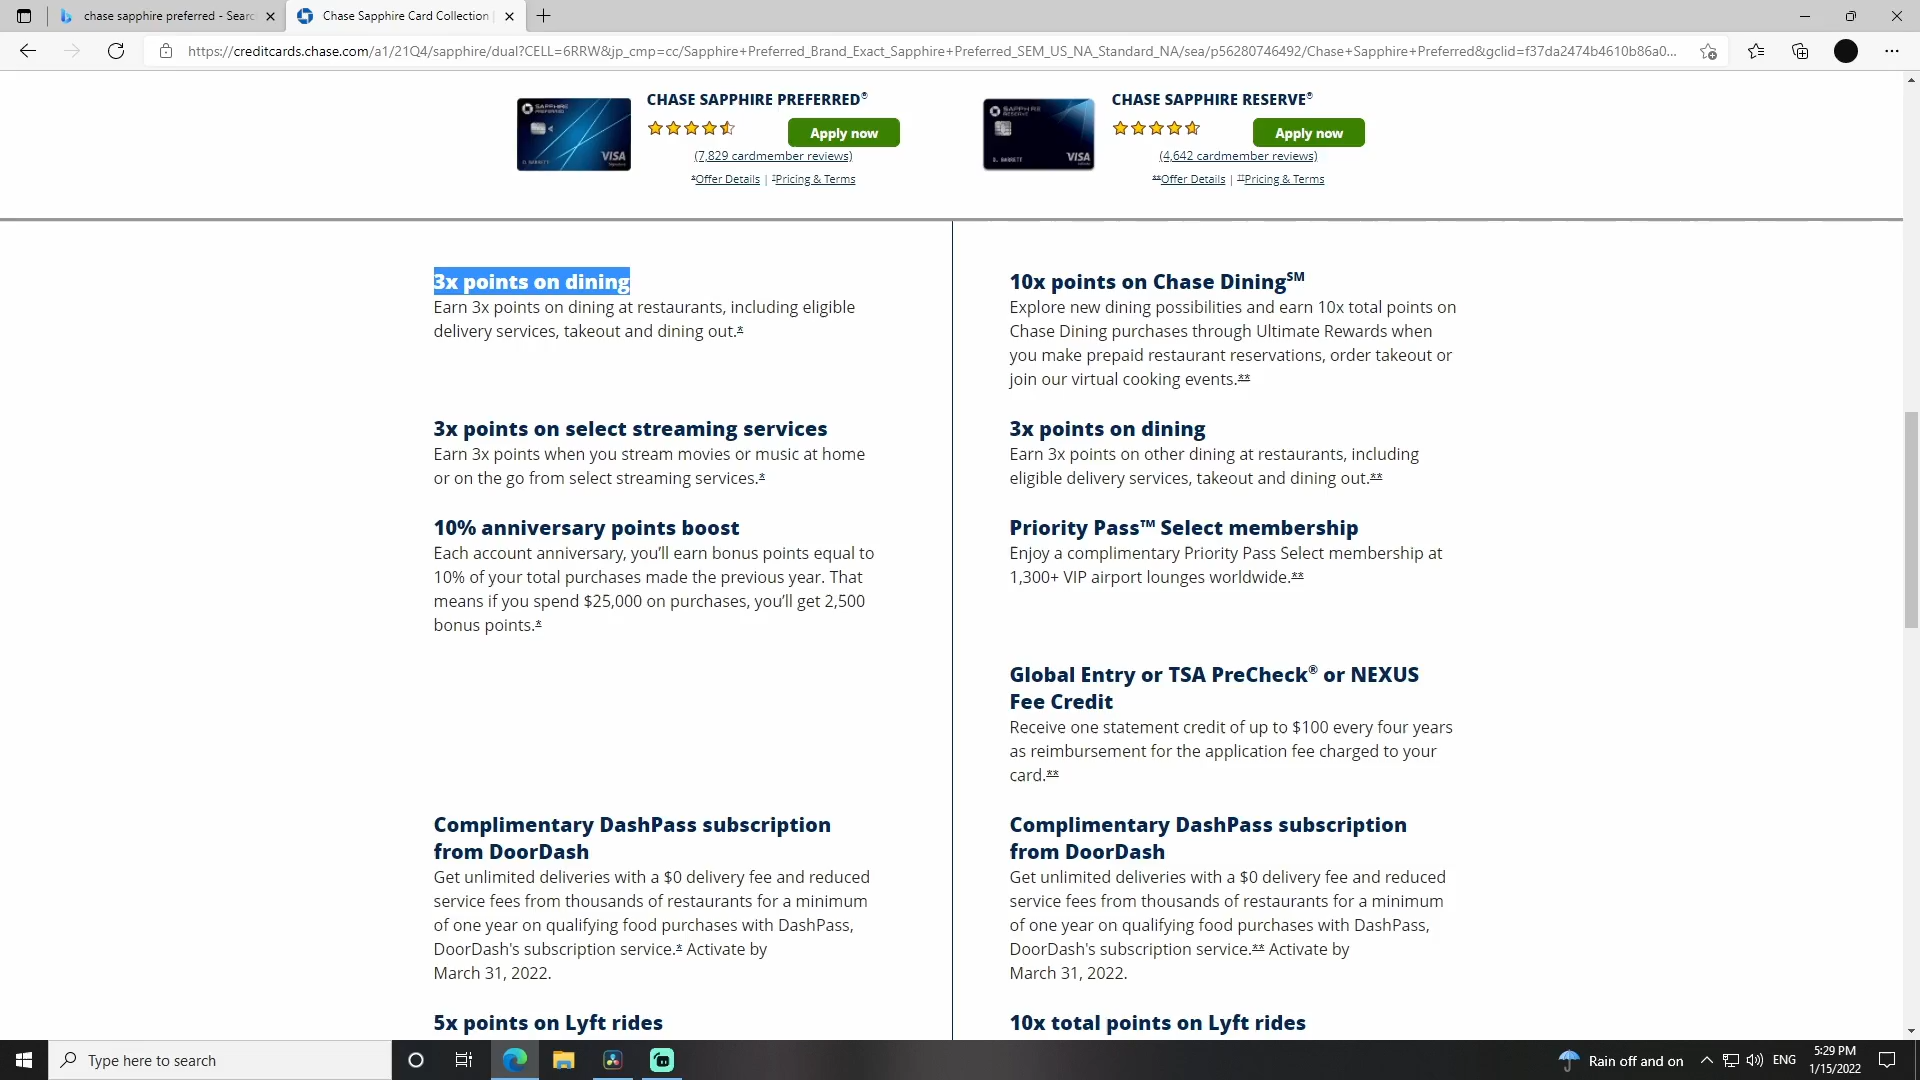 chase sapphire preferred - Searc
Chase Sapphire Card Collection |
https://creditcards.chase.com/a1/21Q4/sapphire/dual?CELL=6RRW&jp_cmp=cc/Sapphire+Preferred_Brand_Exact_Sapphire+Preferred_SEM_US_NA_Standard_NA/sea/p56280746492/Chase+Sapphire+Preferred&gclid=f37da2474b4610b86a0...
SAPPHIRE
PREFERRED
D. BARRETT
VISA
Signature
CHASE SAPPHIRE PREFERRED®
Apply now
(7,829 cardmember reviews)
*Offer Details | †Pricing & Terms
SAPPHIRE
RESERVE
D. BARRETT
VISA
Infinite
CHASE SAPPHIRE RESERVE®
Apply now
(4,642 cardmember reviews)
**Offer Details | ††Pricing & Terms
3x points on dining
Earn 3x points on dining at restaurants, including eligible
delivery services, takeout and dining out.*
3x points on select streaming services
Earn 3x points when you stream movies or music at home
or on the go from select streaming services.*
10% anniversary points boost
Each account anniversary, you'll earn bonus points equal to
10% of your total purchases made the previous year. That
means if you spend $25,000 on purchases, you'll get 2,500
bonus points.*
Complimentary DashPass subscription
from DoorDash
Get unlimited deliveries with a $0 delivery fee and reduced
service fees from thousands of restaurants for a minimum
of one year on qualifying food purchases with DashPass,
DoorDash's subscription service.* Activate by
March 31, 2022.
5x points on Lyft rides
10x points on Chase Dining℠
Explore new dining possibilities and earn 10x total points on
Chase Dining purchases through Ultimate Rewards when
you make prepaid restaurant reservations, order takeout or
join our virtual cooking events.**
3x points on dining
Earn 3x points on other dining at restaurants, including
eligible delivery services, takeout and dining out.**
Priority Pass™ Select membership
Enjoy a complimentary Priority Pass Select membership at
1,300+ VIP airport lounges worldwide.**
Global Entry or TSA PreCheck® or NEXUS
Fee Credit
Receive one statement credit of up to $100 every four years
as reimbursement for the application fee charged to your
card.**
Complimentary DashPass subscription
from DoorDash
Get unlimited deliveries with a $0 delivery fee and reduced
service fees from thousands of restaurants for a minimum
of one year on qualifying food purchases with DashPass,
DoorDash's subscription service.** Activate by
March 31, 2022.
10x total points on Lyft rides
Type here to search
Rain off and on
ENG
5:29 PM
1/15/2022